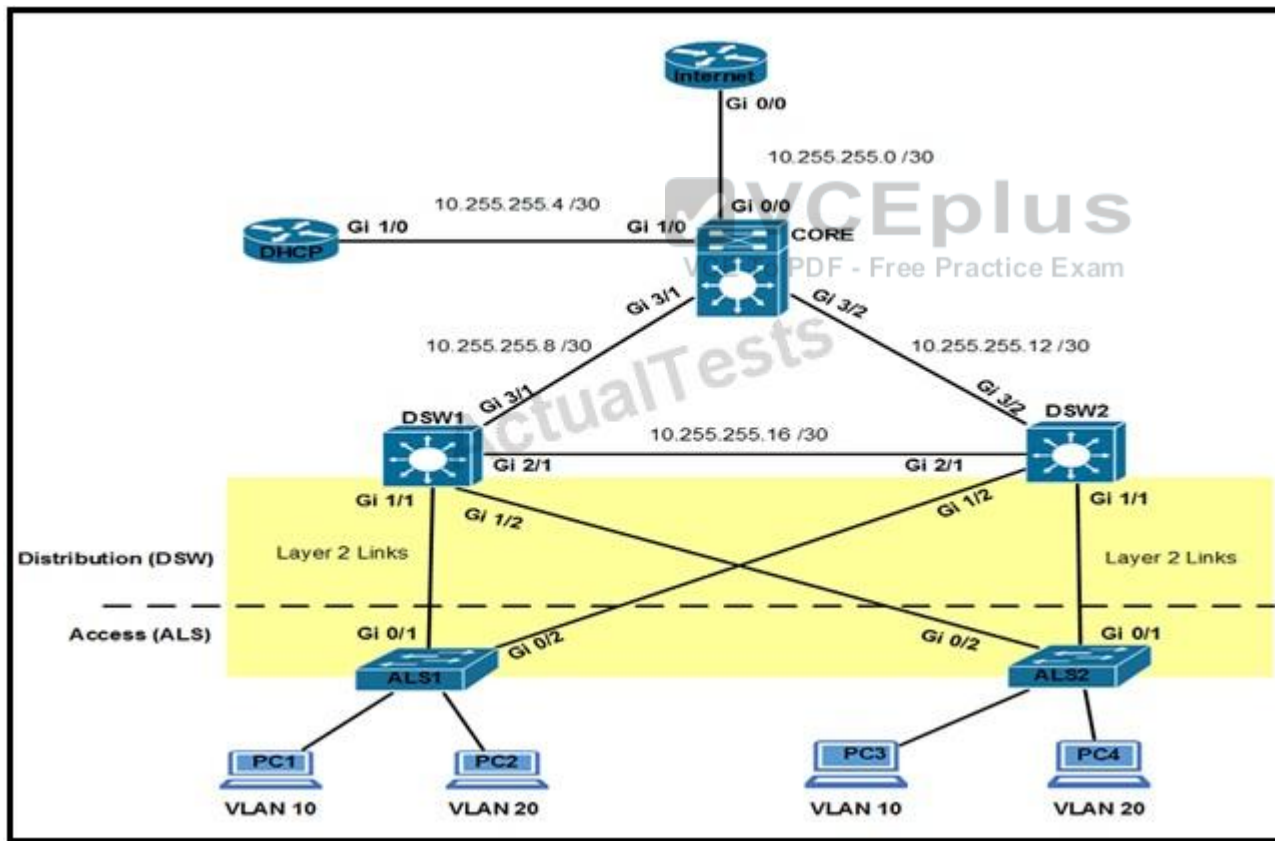 Internet
Gi 0/0
10.255.255.0 /30
VCEplus
10.255.255.4 /30
Gi 0/0
Gi 1/0
Gi 1/0
CORE
DHCP
PDF - Free Practice Exam
Gi 3/1
Gi 3/2
10.255.255.8 /30
10.255.255.12 /30
ActualTests
Gi 3/1
Gi 3/2
DSW1
DSW2
10.255.255.16 /30
Gi 2/1
Gi 2/1
Gi 1/1
Gi 1/2
Gi 1/2
Gi 1/1
Distribution (DSW)
Layer 2 Links
Layer 2 Links
Access (ALS)
Gi 0/1
Gi 0/2
Gi 0/2
Gi 0/1
ALS1
ALS2
PC1
PC2
PC3
PC4
VLAN 10
VLAN 20
VLAN 10
VLAN 20